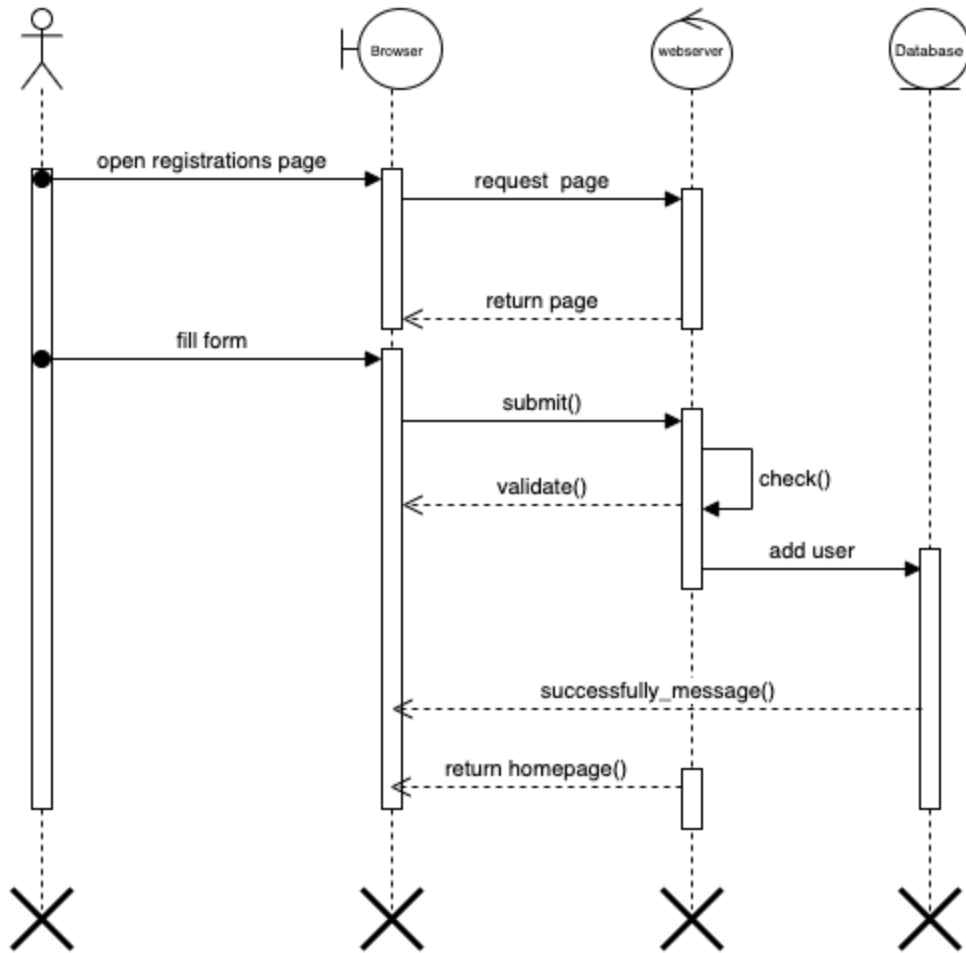 Browser
webserver
Database
open registrations page
request  page
return page
fill form
submit()
check()
validate()
add user
successfully_message()
return homepage()